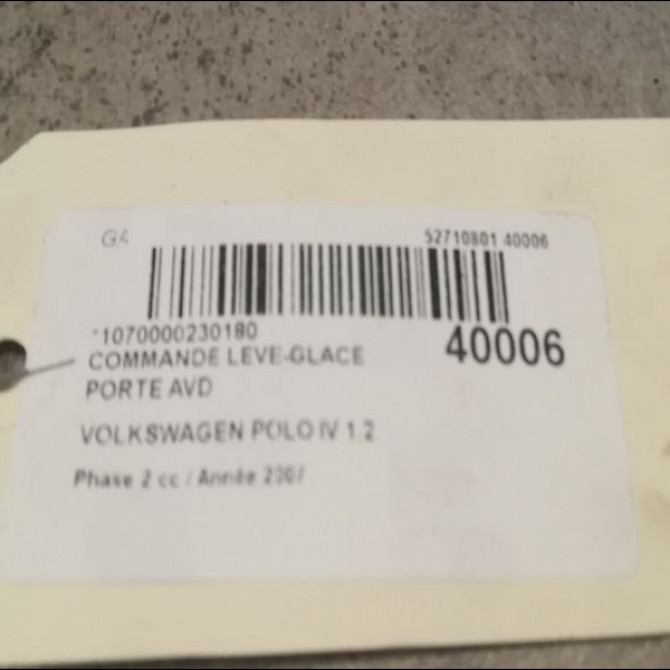 G4 52710801 40006
*1070000230180
40006
COMMANDE LEVE-GLACE
PORTE AVD
VOLKSWAGEN POLO IV 1.2
Phase 2 cc / Année 2007